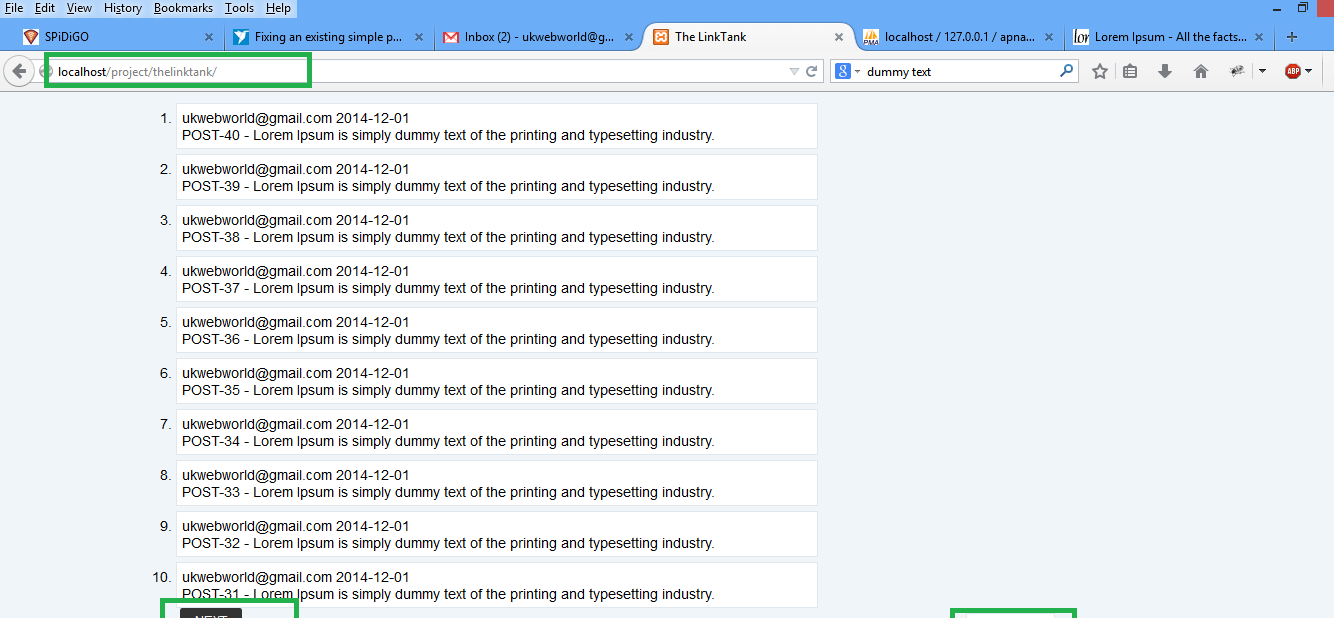 File Edit View History Bookmarks Tools Help
SPiDiGO
Fixing an existing simple p...
Inbox (2) - ukwebworld@g...
The LinkTank
PMA
localhost / 127.0.0.1 / apna...
lor
Lorem Ipsum - All the facts...
localhost/project/thelinktank/
8
dummy text
ABP
1. ukwebworld@gmail.com 2014-12-01
POST-40 - Lorem Ipsum is simply dummy text of the printing and typesetting industry.
2. ukwebworld@gmail.com 2014-12-01
POST-39 - Lorem Ipsum is simply dummy text of the printing and typesetting industry.
3. ukwebworld@gmail.com 2014-12-01
POST-38 - Lorem Ipsum is simply dummy text of the printing and typesetting industry.
4. ukwebworld@gmail.com 2014-12-01
POST-37 - Lorem Ipsum is simply dummy text of the printing and typesetting industry.
5. ukwebworld@gmail.com 2014-12-01
POST-36 - Lorem Ipsum is simply dummy text of the printing and typesetting industry.
6. ukwebworld@gmail.com 2014-12-01
POST-35 - Lorem Ipsum is simply dummy text of the printing and typesetting industry.
7. ukwebworld@gmail.com 2014-12-01
POST-34 - Lorem Ipsum is simply dummy text of the printing and typesetting industry.
8. ukwebworld@gmail.com 2014-12-01
POST-33 - Lorem Ipsum is simply dummy text of the printing and typesetting industry.
9. ukwebworld@gmail.com 2014-12-01
POST-32 - Lorem Ipsum is simply dummy text of the printing and typesetting industry.
10. ukwebworld@gmail.com 2014-12-01
POST-31 - Lorem Ipsum is simply dummy text of the printing and typesetting industry.
NEXT